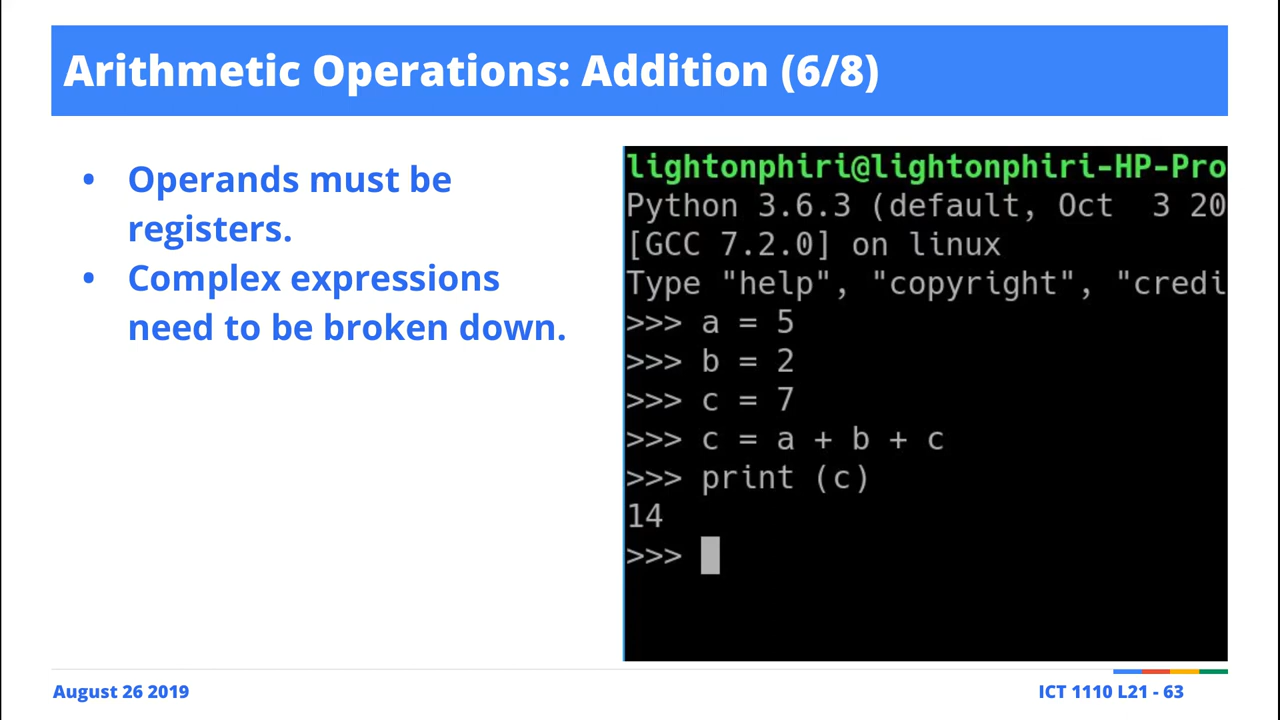 Arithmetic Operations: Addition (6/8)
• Operands must be
registers.
• Complex expressions
need to be broken down.
lightonphiri@lightonphiri-HP-Pro
Python 3.6.3 (default, Oct  3 20
[GCC 7.2.0] on linux
Type "help", "copyright", "credi
>>> a = 5
>>> b = 2
>>> c = 7
>>> c = a + b + c
>>> print (c)
14
>>>
August 26 2019
ICT 1110 L21 - 63